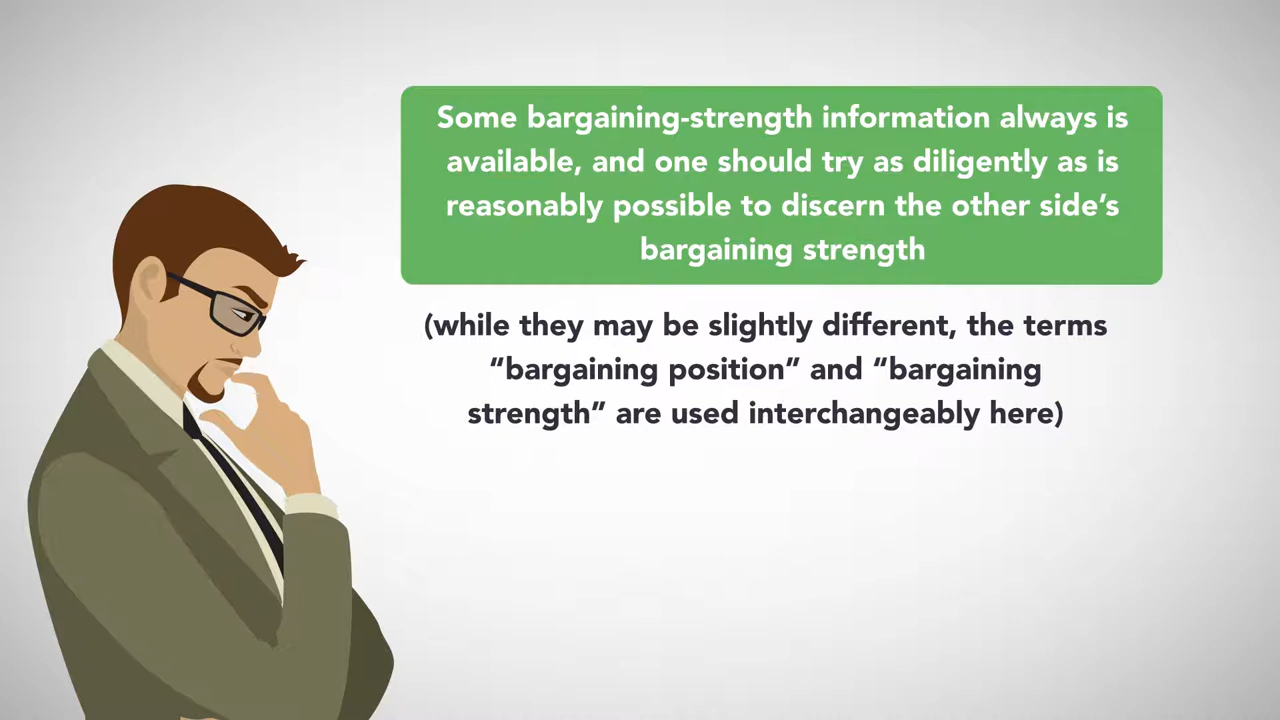 Some bargaining-strength information always is
available, and one should try as diligently as is
reasonably possible to discern the other side’s
bargaining strength
(while they may be slightly different, the terms
“bargaining position” and “bargaining
strength” are used interchangeably here)